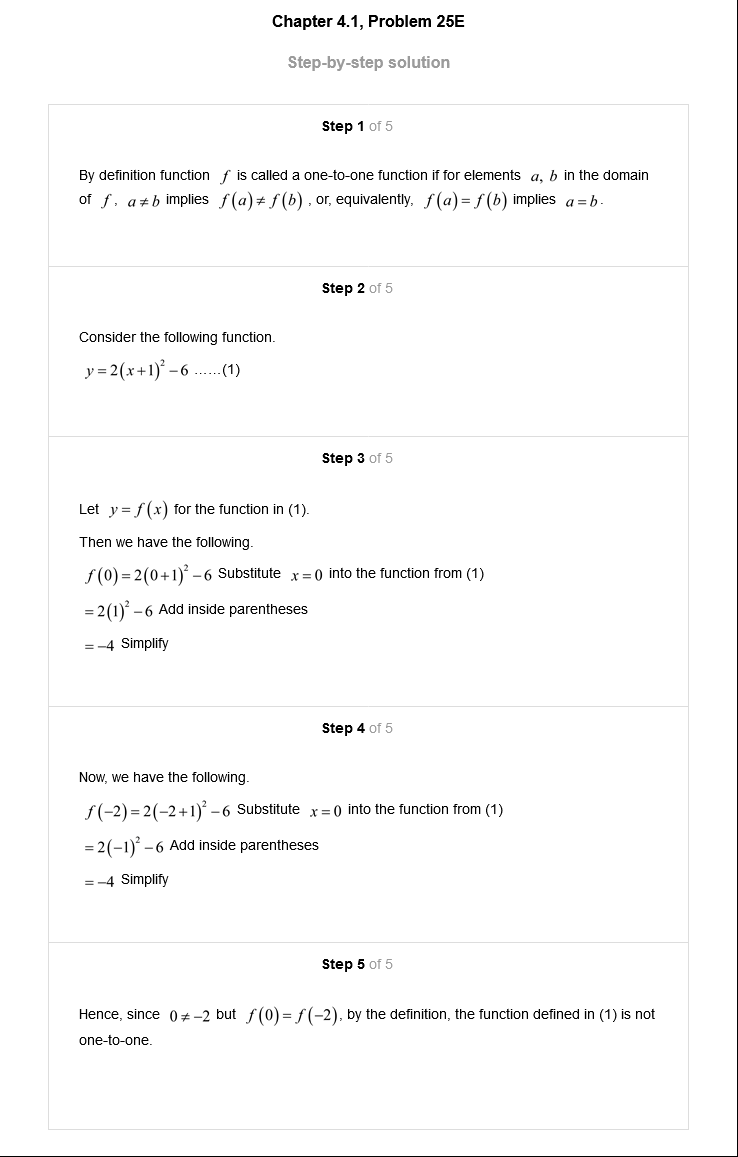 Chapter 4.1, Problem 25E
Step-by-step solution
Step 1 of 5
By definition function f is called a one-to-one function if for elements a, b in the domain
of f, a≠b implies f(a)≠f(b), or, equivalently, f(a)=f(b) implies a=b.
Step 2 of 5
Consider the following function.
y=2(x+1)²−6 ……(1)
Step 3 of 5
Let y=f(x) for the function in (1).
Then we have the following.
f(0)=2(0+1)²−6 Substitute x=0 into the function from (1)
=2(1)²−6 Add inside parentheses
=−4 Simplify
Step 4 of 5
Now, we have the following.
f(−2)=2(−2+1)²−6 Substitute x=0 into the function from (1)
=2(−1)²−6 Add inside parentheses
=−4 Simplify
Step 5 of 5
Hence, since 0≠−2 but f(0)=f(−2), by the definition, the function defined in (1) is not
one-to-one.